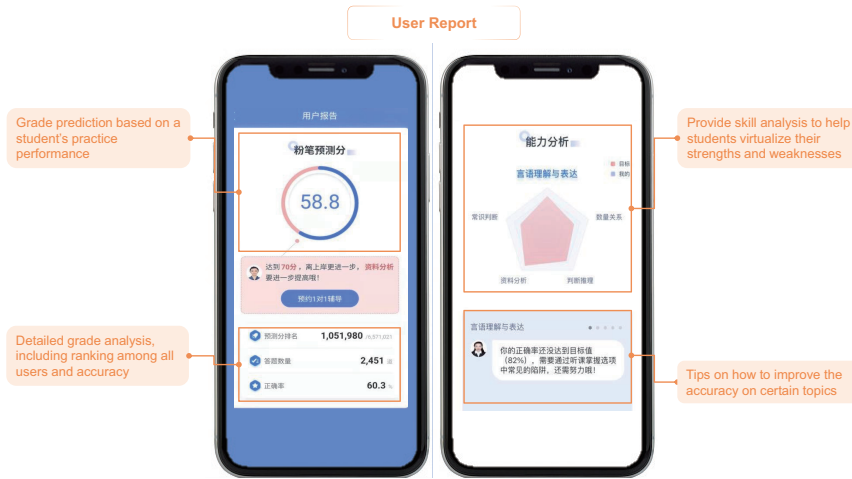 User Report
Grade prediction based on a
student's practice
performance
Detailed grade analysis,
including ranking among all
users and accuracy
用户报告
粉笔预测分
58.8
达到70分，离上岸更进一步，资料分析
要进一步提高哦！
预约1对1辅导
预测分排名
1,051,980
答题数量
2,451
正确率
60.3 %
能力分析
目标
我的
言语理解与表达
常识判断
数量关系
资料分析
判断推理
言语理解与表达
你的正确率还没达到目标值
（82%），需要通过听课掌握选项
中常见的陷阱，还需努力哦！
Provide skill analysis to help
students virtualize their
strengths and weaknesses
Tips on how to improve the
accuracy on certain topics